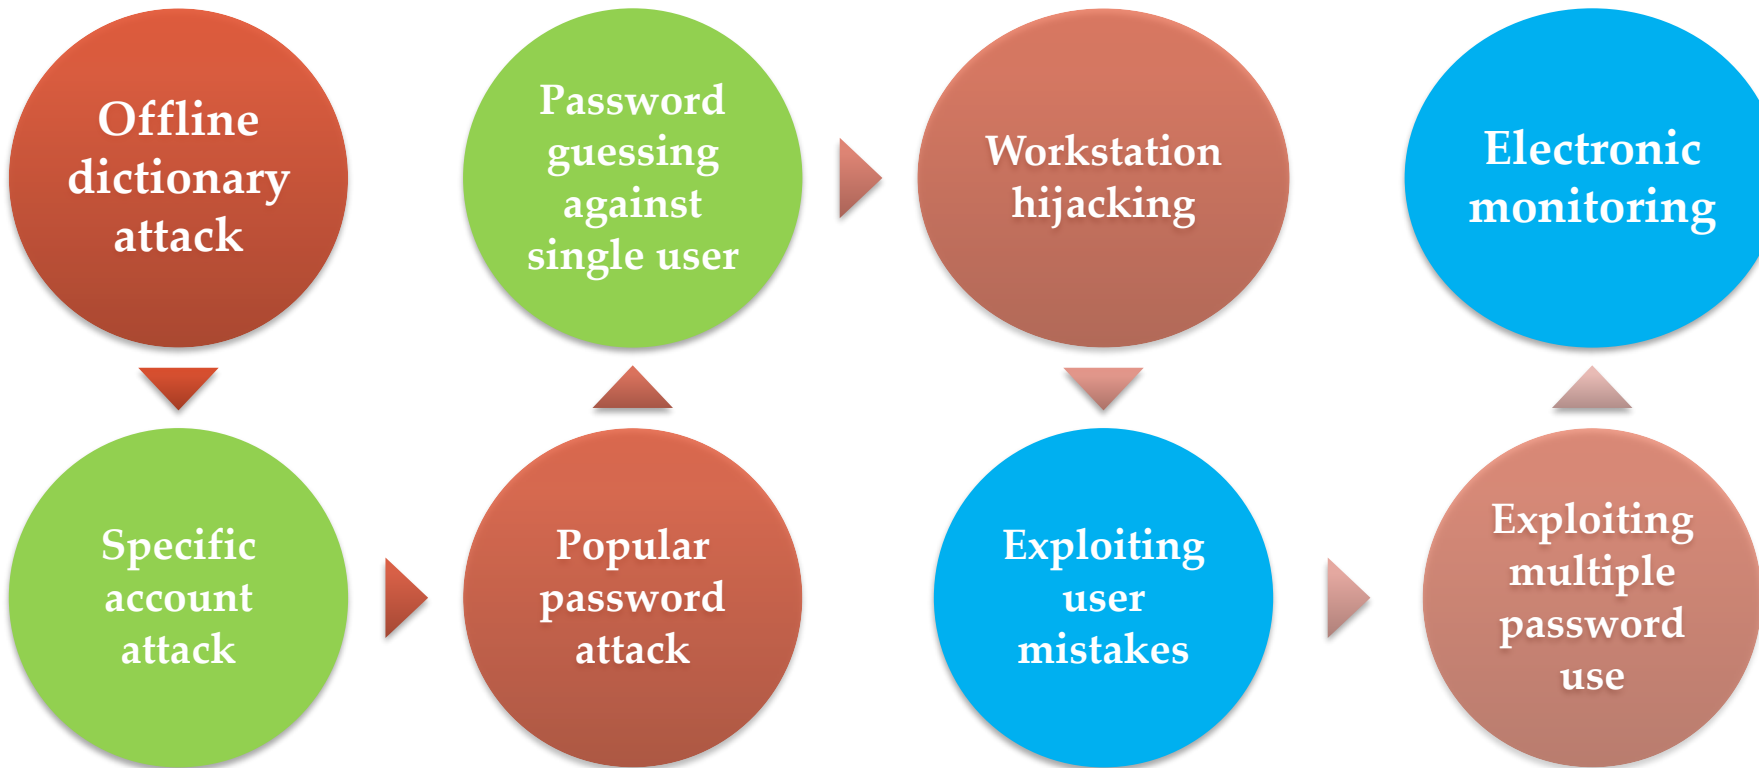 Offline
dictionary
attack
Specific
account
attack
Popular
password
attack
Password
guessing
against
single user
Workstation
hijacking
Exploiting
user
mistakes
Exploiting
multiple
password
use
Electronic
monitoring